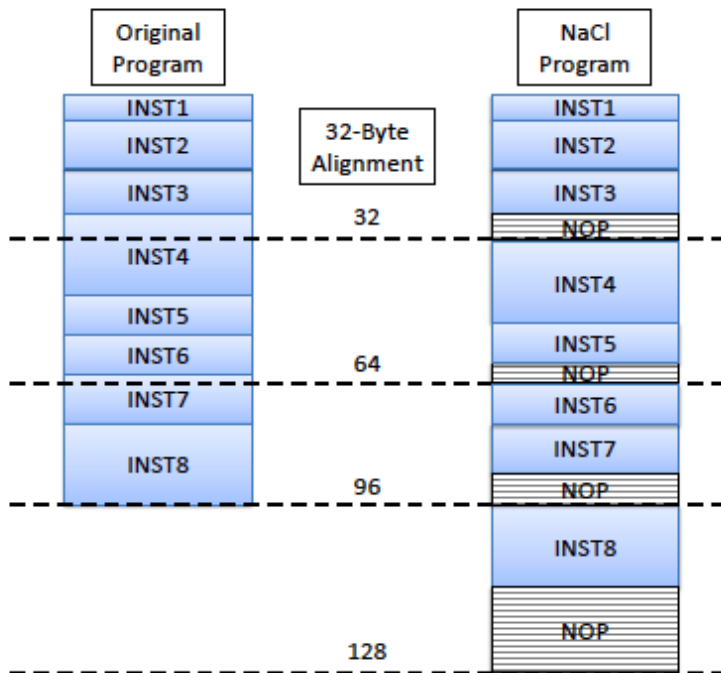 Original
Program
INST1
INST2
INST3
INST4
INST5
INST6
INST7
INST8
32-Byte
Alignment
32
64
96
128
NaCl
Program
INST1
INST2
INST3
NOP
INST4
INST5
NOP
INST6
INST7
NOP
INST8
NOP